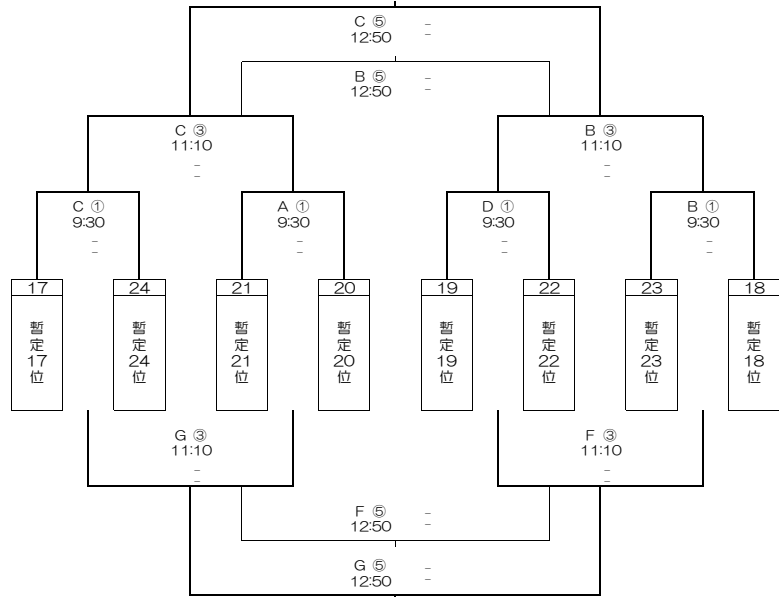 C ⑤
12:50
B ⑤
12:50
C ③
11:10
B ③
11:10
C ①
9:30
A ①
9:30
D ①
9:30
B ①
9:30
17 24 21 20 19 22 23 18
暫定17位 暫定24位 暫定21位 暫定20位 暫定19位 暫定22位 暫定23位 暫定18位
G ③
11:10
F ③
11:10
F ⑤
12:50
G ⑤
12:50